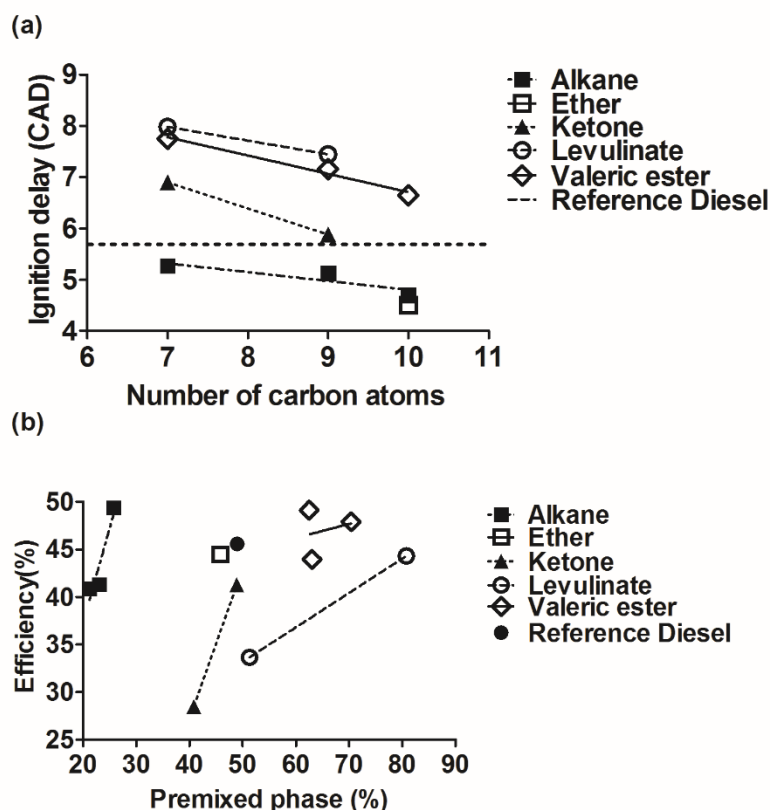 (a)
9
8
7
6
5
4
Ignition delay (CAD)
6 7 8 9 10 11
Number of carbon atoms
Alkane
Ether
Ketone
Levulinate
Valeric ester
Reference Diesel
(b)
50
45
40
35
30
25
Efficiency(%)
20 30 40 50 60 70 80 90
Premixed phase (%)
Alkane
Ether
Ketone
Levulinate
Valeric ester
Reference Diesel